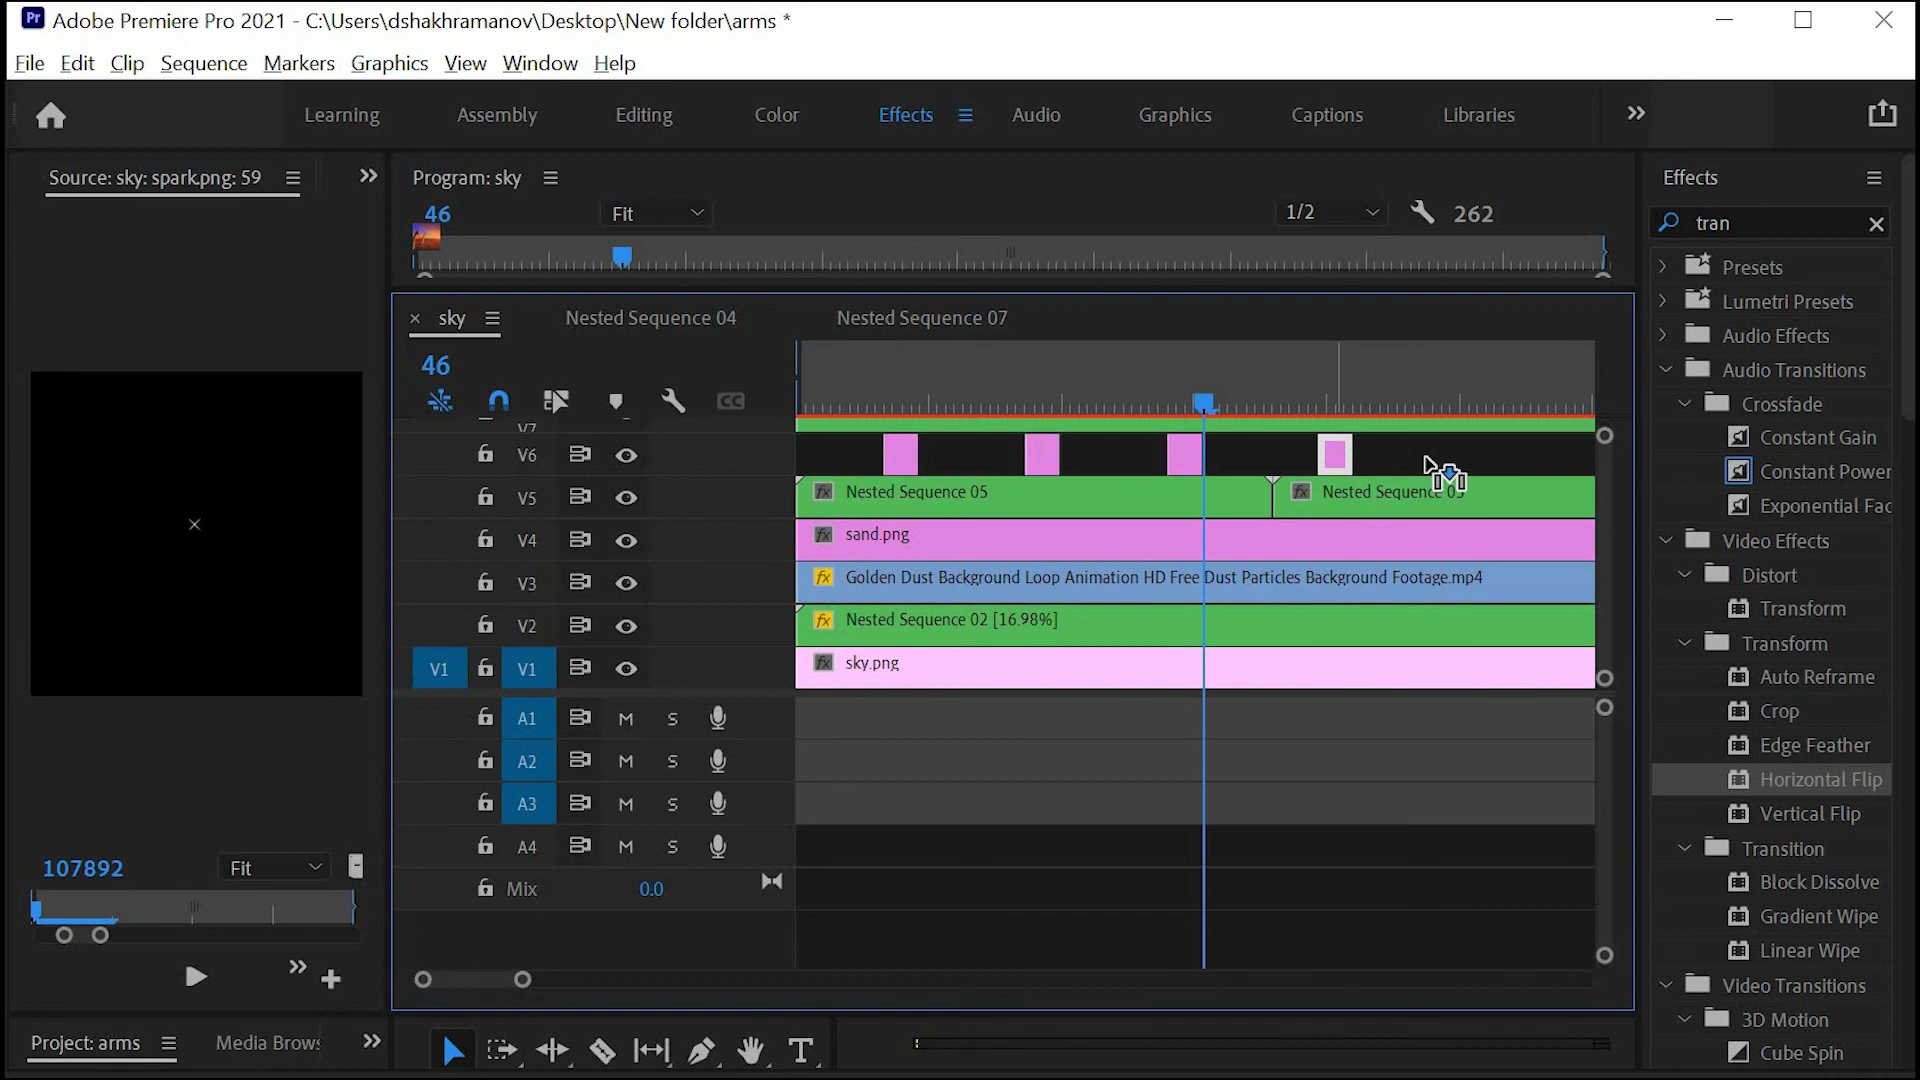 Pr Adobe Premiere Pro 2021 - C:\Users\dshakhramanov\Desktop\New folder\arms *
File Edit Clip Sequence Markers Graphics View Window Help
Learning Assembly Editing Color Effects Audio Graphics Captions Libraries
Source: sky: spark.png: 59
Program: sky
46 Fit 1/2 262
sky Nested Sequence 04 Nested Sequence 07
46
CC
V7
V6
V5 Nested Sequence 05 Nested Sequence 05
V4 sand.png
V3 Golden Dust Background Loop Animation HD Free Dust Particles Background Footage.mp4
V2 Nested Sequence 02 [16.98%]
V1 V1 sky.png
A1 M S
A2 M S
A3 M S
A4 M S
Mix 0.0
107892 Fit
Project: arms Media Brows
T
Effects
tran
Presets
Lumetri Presets
Audio Effects
Audio Transitions
Crossfade
Constant Gain
Constant Power
Exponential Fac
Video Effects
Distort
Transform
Transform
Auto Reframe
Crop
Edge Feather
Horizontal Flip
Vertical Flip
Transition
Block Dissolve
Gradient Wipe
Linear Wipe
Video Transitions
3D Motion
Cube Spin